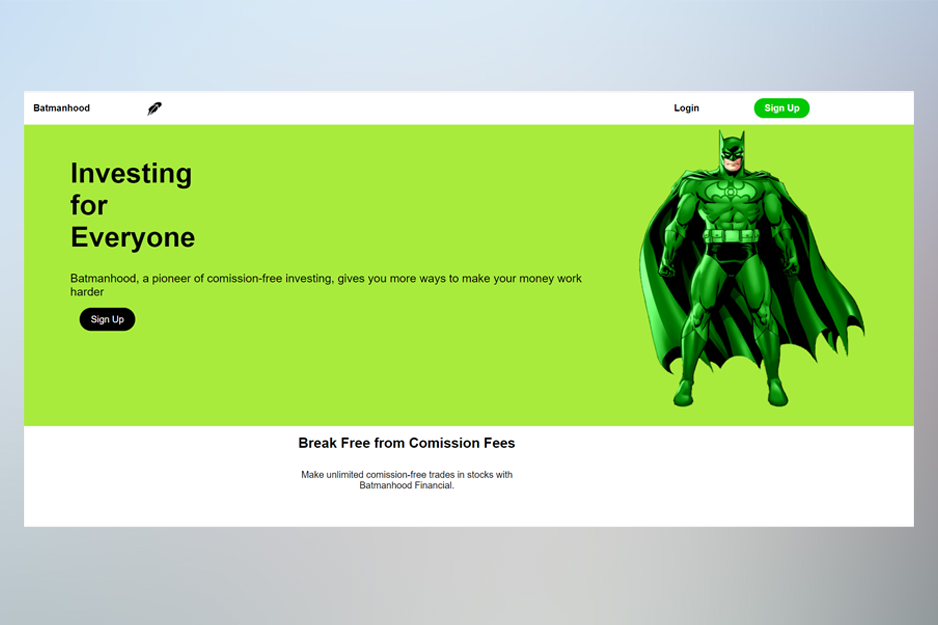 Batmanhood
Login
Sign Up
Investing
for
Everyone
Batmanhood, a pioneer of comission-free investing, gives you more ways to make your money work
harder
Sign Up
Break Free from Comission Fees
Make unlimited comission-free trades in stocks with
Batmanhood Financial.